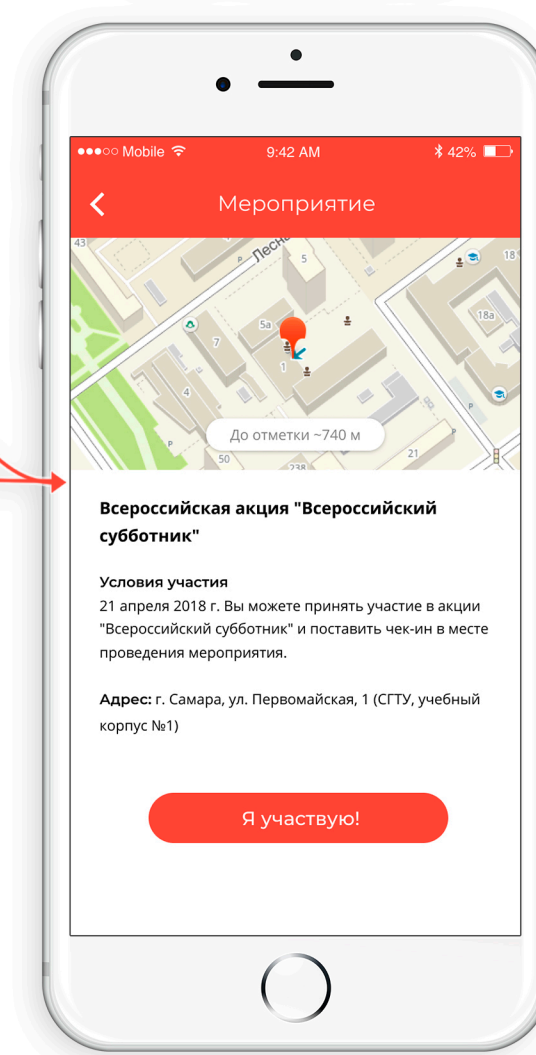 Mobile 9:42 AM 42%
Мероприятие
43
Лесн
5
18
P
5а
18а
7
1
4
P
До отметки ~740 м
P
50
238
21
Всероссийская акция "Всероссийский
субботник"
Условия участия
21 апреля 2018 г. Вы можете принять участие в акции
"Всероссийский субботник" и поставить чек-ин в месте
проведения мероприятия.
Адрес: г. Самара, ул. Первомайская, 1 (СГТУ, учебный
корпус №1)
Я участвую!